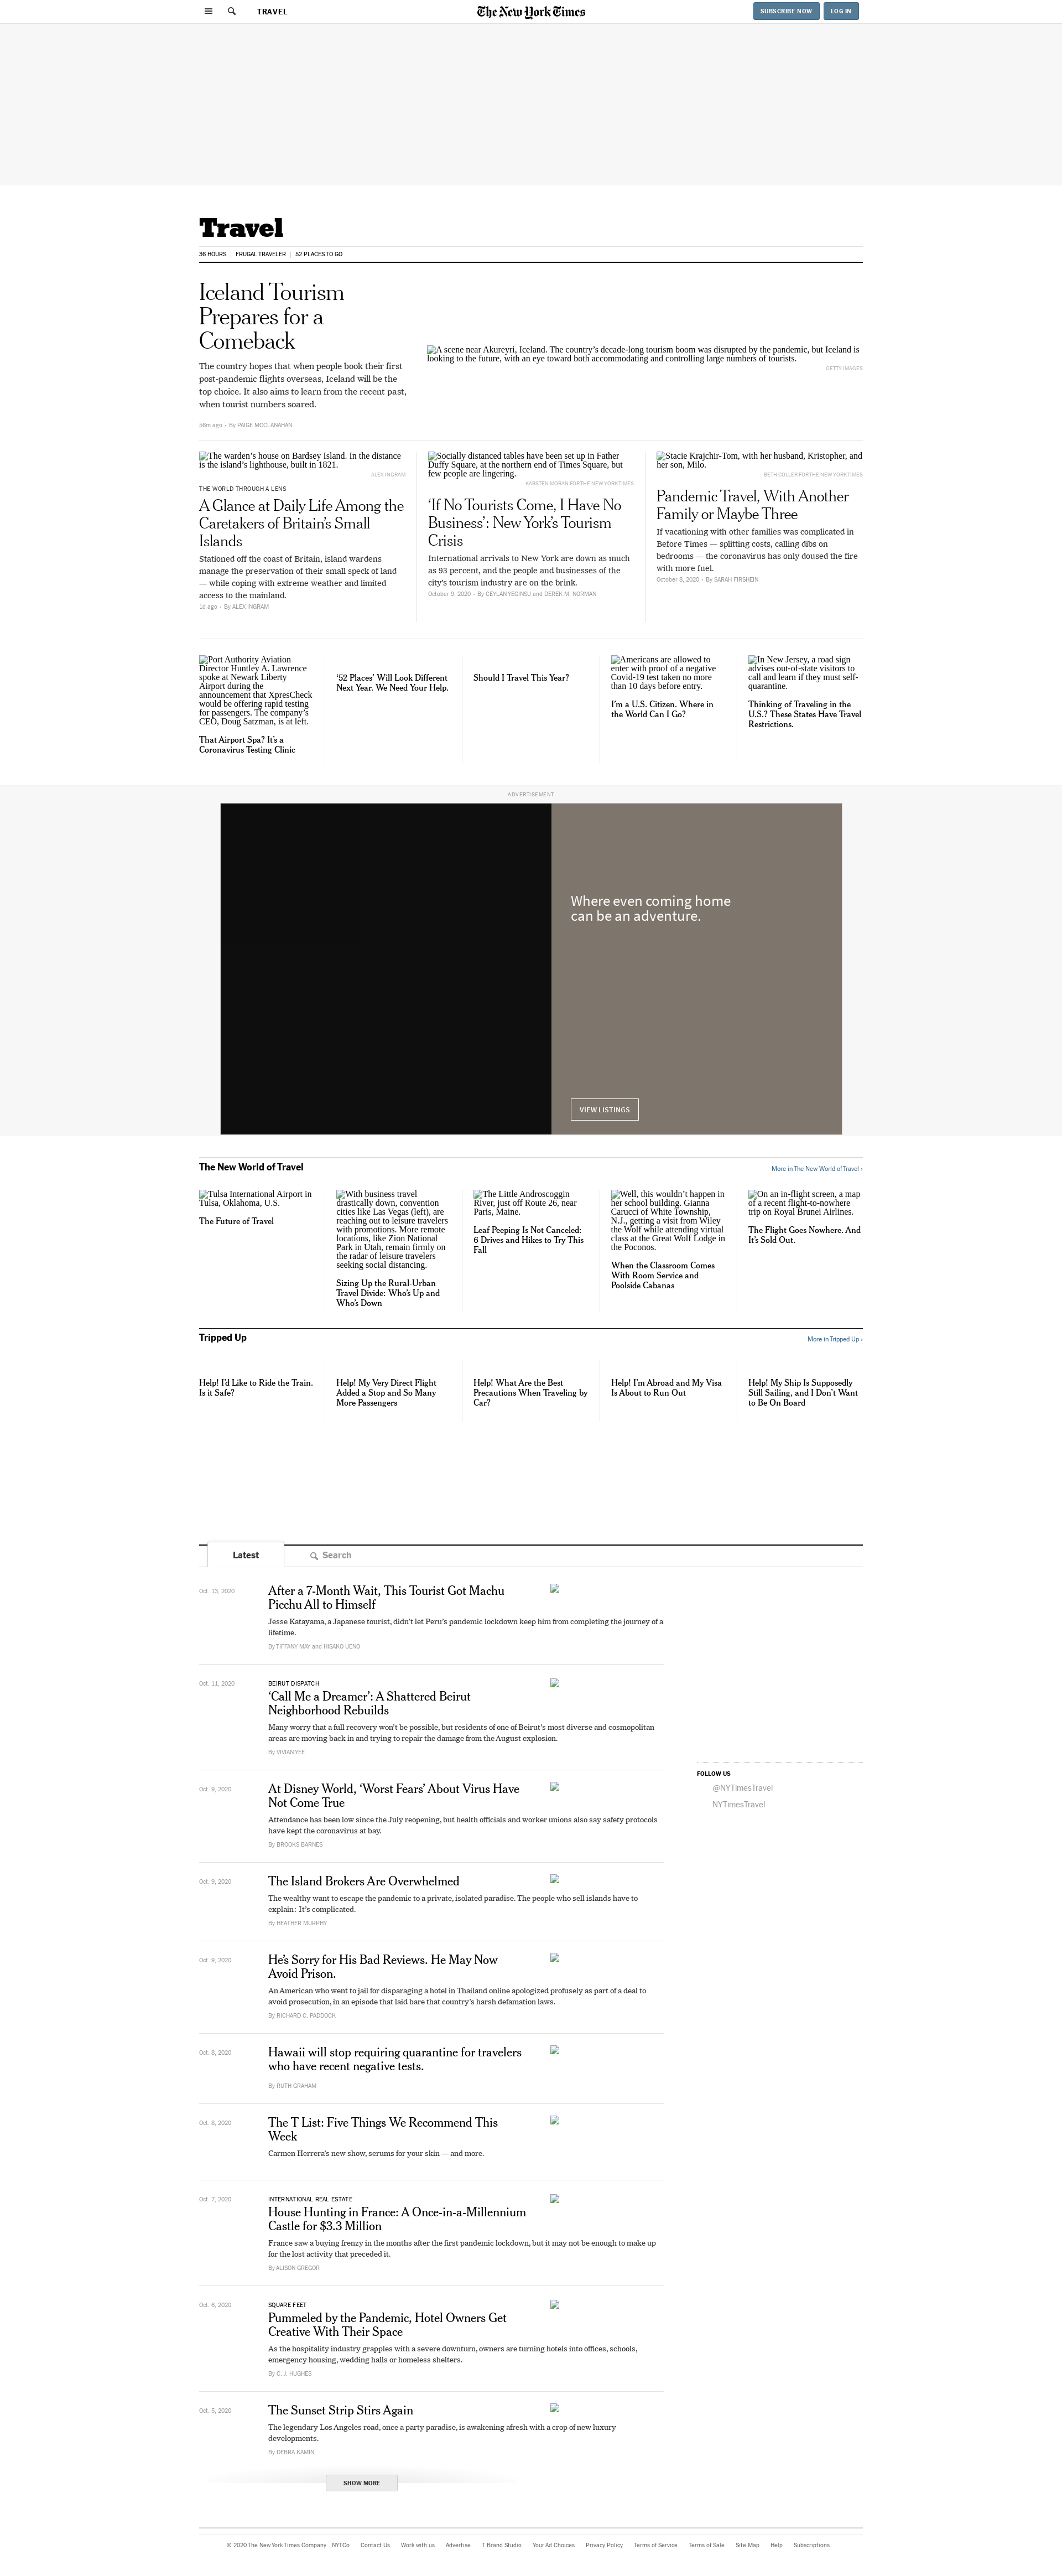 TRAVEL
The New York Times
SUBSCRIBE NOW
LOG IN
Travel
36 HOURS
FRUGAL TRAVELER
52 PLACES TO GO
Iceland Tourism
Prepares for a
Comeback
The country hopes that when people book their first
post-pandemic flights overseas, Iceland will be the
top choice. It also aims to learn from the recent past,
when tourist numbers soared.
56m ago · By PAIGE MCCLANAHAN
A scene near Akureyri, Iceland. The country’s decade-long tourism boom was disrupted by the pandemic, but Iceland is
looking to the future, with an eye toward both accommodating and controlling large numbers of tourists.
GETTY IMAGES
The warden’s house on Bardsey Island. In the distance
is the island’s lighthouse, built in 1821.
ALEX INGRAM
THE WORLD THROUGH A LENS
A Glance at Daily Life Among the
Caretakers of Britain’s Small
Islands
Stationed off the coast of Britain, island wardens
manage the preservation of their small speck of land
— while coping with extreme weather and limited
access to the mainland.
1d ago · By ALEX INGRAM
Socially distanced tables have been set up in Father
Duffy Square, at the northern end of Times Square, but
few people are lingering.
KARSTEN MORAN FOR THE NEW YORK TIMES
‘If No Tourists Come, I Have No
Business’: New York’s Tourism
Crisis
International arrivals to New York are down as much
as 93 percent, and the people and businesses of the
city’s tourism industry are on the brink.
October 9, 2020 · By CEYLAN YEGINSU and DEREK M. NORMAN
Stacie Krajchir-Tom, with her husband, Kristopher, and
her son, Milo.
BETH COLLER FOR THE NEW YORK TIMES
Pandemic Travel, With Another
Family or Maybe Three
If vacationing with other families was complicated in
Before Times — splitting costs, calling dibs on
bedrooms — the coronavirus has only doused the fire
with more fuel.
October 8, 2020 · By SARAH FIRSHEIN
Port Authority Aviation
Director Huntley A. Lawrence
spoke at Newark Liberty
Airport during the
announcement that XpresCheck
would be offering rapid testing
for passengers. The company’s
CEO, Doug Satzman, is at left.
That Airport Spa? It’s a
Coronavirus Testing Clinic
‘52 Places’ Will Look Different
Next Year. We Need Your Help.
Should I Travel This Year?
Americans are allowed to
enter with proof of a negative
Covid-19 test taken no more
than 10 days before entry.
I’m a U.S. Citizen. Where in
the World Can I Go?
In New Jersey, a road sign
advises out-of-state visitors to
call and learn if they must self-
quarantine.
Thinking of Traveling in the
U.S.? These States Have Travel
Restrictions.
ADVERTISEMENT
Where even coming home
can be an adventure.
VIEW LISTINGS
The New World of Travel
More in The New World of Travel ›
Tulsa International Airport in
Tulsa, Oklahoma, U.S.
The Future of Travel
With business travel
drastically down, convention
cities like Las Vegas (left), are
reaching out to leisure travelers
with promotions. More remote
locations, like Zion National
Park in Utah, remain firmly on
the radar of leisure travelers
seeking social distancing.
Sizing Up the Rural-Urban
Travel Divide: Who’s Up and
Who’s Down
The Little Androscoggin
River, just off Route 26, near
Paris, Maine.
Leaf Peeping Is Not Canceled:
6 Drives and Hikes to Try This
Fall
Well, this wouldn’t happen in
her school building. Gianna
Carucci of White Township,
N.J., getting a visit from Wiley
the Wolf while attending virtual
class at the Great Wolf Lodge in
the Poconos.
When the Classroom Comes
With Room Service and
Poolside Cabanas
On an in-flight screen, a map
of a recent flight-to-nowhere
trip on Royal Brunei Airlines.
The Flight Goes Nowhere. And
It’s Sold Out.
Tripped Up
More in Tripped Up ›
Help! I’d Like to Ride the Train.
Is it Safe?
Help! My Very Direct Flight
Added a Stop and So Many
More Passengers
Help! What Are the Best
Precautions When Traveling by
Car?
Help! I’m Abroad and My Visa
Is About to Run Out
Help! My Ship Is Supposedly
Still Sailing, and I Don’t Want
to Be On Board
Latest
Search
Oct. 13, 2020
After a 7-Month Wait, This Tourist Got Machu
Picchu All to Himself
Jesse Katayama, a Japanese tourist, didn’t let Peru’s pandemic lockdown keep him from completing the journey of a
lifetime.
By TIFFANY MAY and HISAKO UENO
Oct. 11, 2020
BEIRUT DISPATCH
‘Call Me a Dreamer’: A Shattered Beirut
Neighborhood Rebuilds
Many worry that a full recovery won’t be possible, but residents of one of Beirut’s most diverse and cosmopolitan
areas are moving back in and trying to repair the damage from the August explosion.
By VIVIAN YEE
Oct. 9, 2020
At Disney World, ‘Worst Fears’ About Virus Have
Not Come True
Attendance has been low since the July reopening, but health officials and worker unions also say safety protocols
have kept the coronavirus at bay.
By BROOKS BARNES
Oct. 9, 2020
The Island Brokers Are Overwhelmed
The wealthy want to escape the pandemic to a private, isolated paradise. The people who sell islands have to
explain: It’s complicated.
By HEATHER MURPHY
Oct. 9, 2020
He’s Sorry for His Bad Reviews. He May Now
Avoid Prison.
An American who went to jail for disparaging a hotel in Thailand online apologized profusely as part of a deal to
avoid prosecution, in an episode that laid bare that country’s harsh defamation laws.
By RICHARD C. PADDOCK
Oct. 8, 2020
Hawaii will stop requiring quarantine for travelers
who have recent negative tests.
By RUTH GRAHAM
Oct. 8, 2020
The T List: Five Things We Recommend This
Week
Carmen Herrera’s new show, serums for your skin — and more.
Oct. 7, 2020
INTERNATIONAL REAL ESTATE
House Hunting in France: A Once-in-a-Millennium
Castle for $3.3 Million
France saw a buying frenzy in the months after the first pandemic lockdown, but it may not be enough to make up
for the lost activity that preceded it.
By ALISON GREGOR
Oct. 6, 2020
SQUARE FEET
Pummeled by the Pandemic, Hotel Owners Get
Creative With Their Space
As the hospitality industry grapples with a severe downturn, owners are turning hotels into offices, schools,
emergency housing, wedding halls or homeless shelters.
By C. J. HUGHES
Oct. 5, 2020
The Sunset Strip Stirs Again
The legendary Los Angeles road, once a party paradise, is awakening afresh with a crop of new luxury
developments.
By DEBRA KAMIN
SHOW MORE
FOLLOW US
@NYTimesTravel
NYTimesTravel
© 2020 The New York Times Company NYTCo Contact Us Work with us Advertise T Brand Studio Your Ad Choices Privacy Policy Terms of Service Terms of Sale Site Map Help Subscriptions